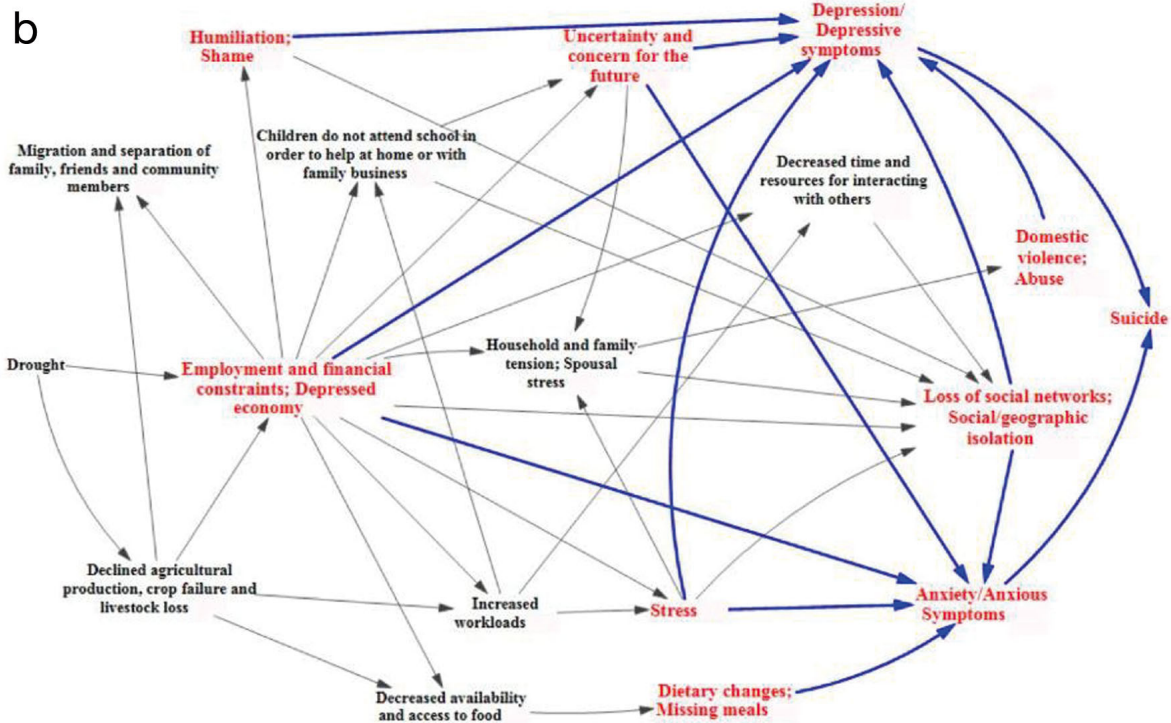 b
Humiliation;
Shame
Uncertainty and
concern for the
future
Depression/
Depressive
symptoms
Migration and separation of
family, friends and community
members
Children do not attend school in
order to help at home or with
family business
Decreased time and
resources for interacting
with others
Domestic
violence;
Abuse
Suicide
Drought
Employment and financial
constraints; Depressed
economy
Household and family
tension; Spousal
stress
Loss of social networks;
Social/geographic
isolation
Declined agricultural
production, crop failure and
livestock loss
Increased
workloads
Stress
Anxiety/Anxious
Symptoms
Decreased availability
and access to food
Dietary changes;
Missing meals